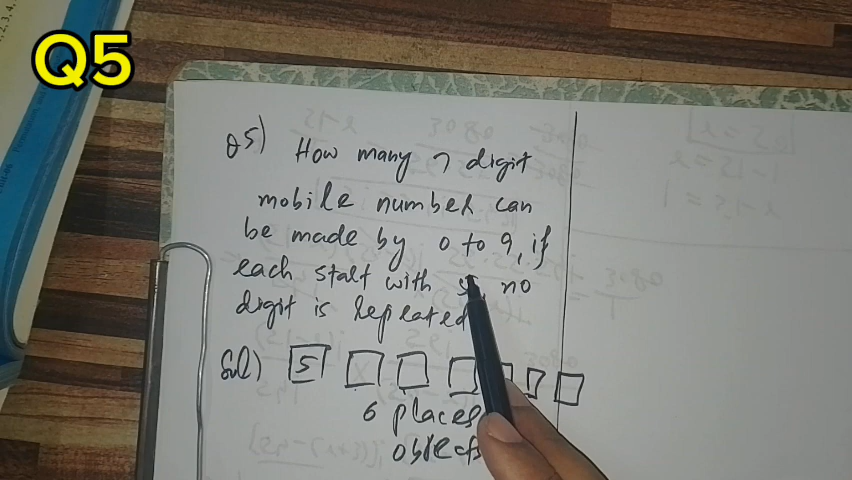 Q5
Q5) How many 7 digit
mobile number can
be made by 0 to 9, if
each start with 5, no
digit is repeated
Sol) 5
6 places
objects